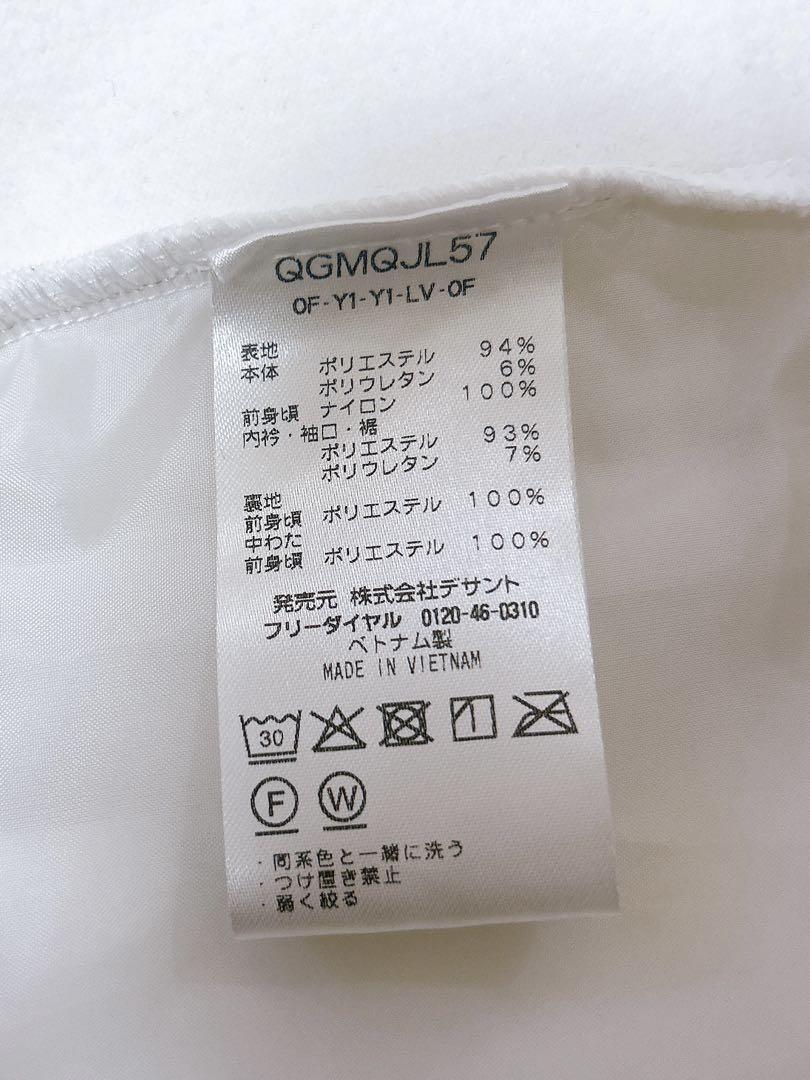 QGMQJL57
0F-Y1-Y1-LV-0F
表地
本体 ポリエステル 94%
ポリウレタン 6%
前身頃 ナイロン 100%
内衿・袖口・裾
ポリエステル 93%
ポリウレタン 7%
裏地
前身頃 ポリエステル 100%
中わた
前身頃 ポリエステル 100%
発売元 株式会社デサント
フリーダイヤル 0120-46-0310
ベトナム製
MADE IN VIETNAM
30
F W
・同系色と一緒に洗う
・つけ置き禁止
・弱く絞る